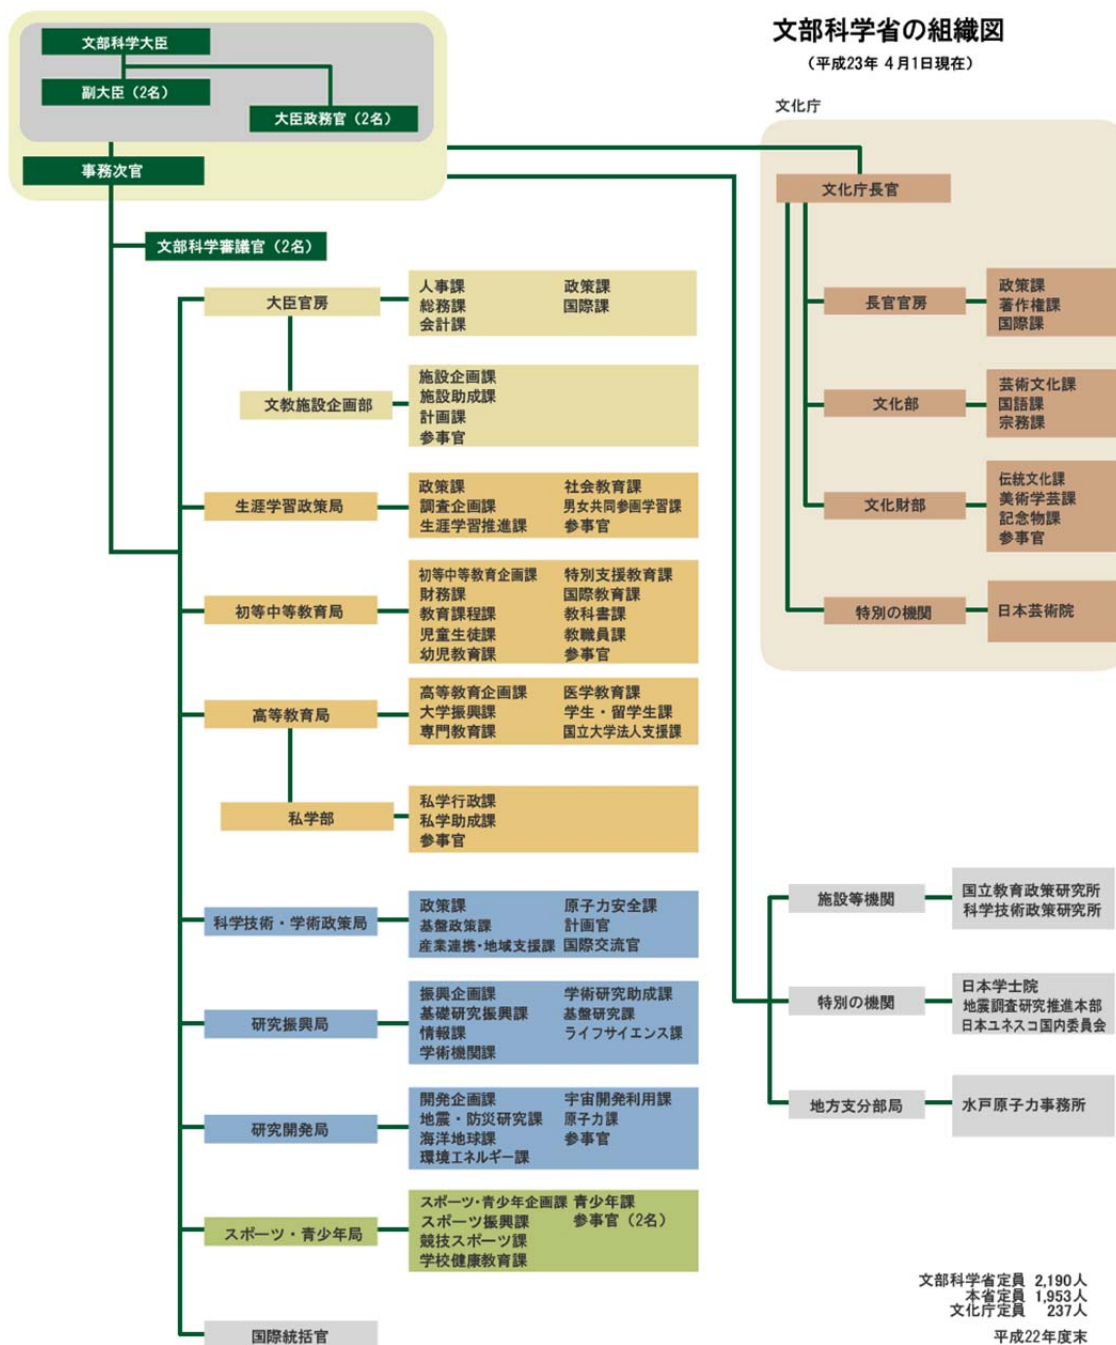 文部科学省の組織図
（平成23年 4月1日現在）
文部科学大臣
副大臣（2名）
大臣政務官（2名）
事務次官
文部科学審議官（2名）
大臣官房
人事課 政策課
総務課 国際課
会計課
文教施設企画部
施設企画課
施設助成課
計画課
参事官
生涯学習政策局
政策課 社会教育課
調査企画課 男女共同参画学習課
生涯学習推進課 参事官
初等中等教育局
初等中等教育企画課 特別支援教育課
財務課 国際教育課
教育課程課 教科書課
児童生徒課 教職員課
幼児教育課 参事官
高等教育局
高等教育企画課 医学教育課
大学振興課 学生・留学生課
専門教育課 国立大学法人支援課
私学部
私学行政課
私学助成課
参事官
科学技術・学術政策局
政策課 原子力安全課
基盤政策課 計画官
産業連携・地域支援課 国際交流官
研究振興局
振興企画課 学術研究助成課
基礎研究振興課 基盤研究課
情報課 ライフサイエンス課
学術機関課
研究開発局
開発企画課 宇宙開発利用課
地震・防災研究課 原子力課
海洋地球課 参事官
環境エネルギー課
スポーツ・青少年局
スポーツ・青少年企画課 青少年課
スポーツ振興課 参事官（2名）
競技スポーツ課
学校健康教育課
国際統括官
文化庁
文化庁長官
長官官房
政策課
著作権課
国際課
文化部
芸術文化課
国語課
宗務課
文化財部
伝統文化課
美術学芸課
記念物課
参事官
特別の機関
日本芸術院
施設等機関
国立教育政策研究所
科学技術政策研究所
特別の機関
日本学士院
地震調査研究推進本部
日本ユネスコ国内委員会
地方支分部局
水戸原子力事務所
文部科学省定員 2,190人
本省定員 1,953人
文化庁定員 237人
平成22年度末